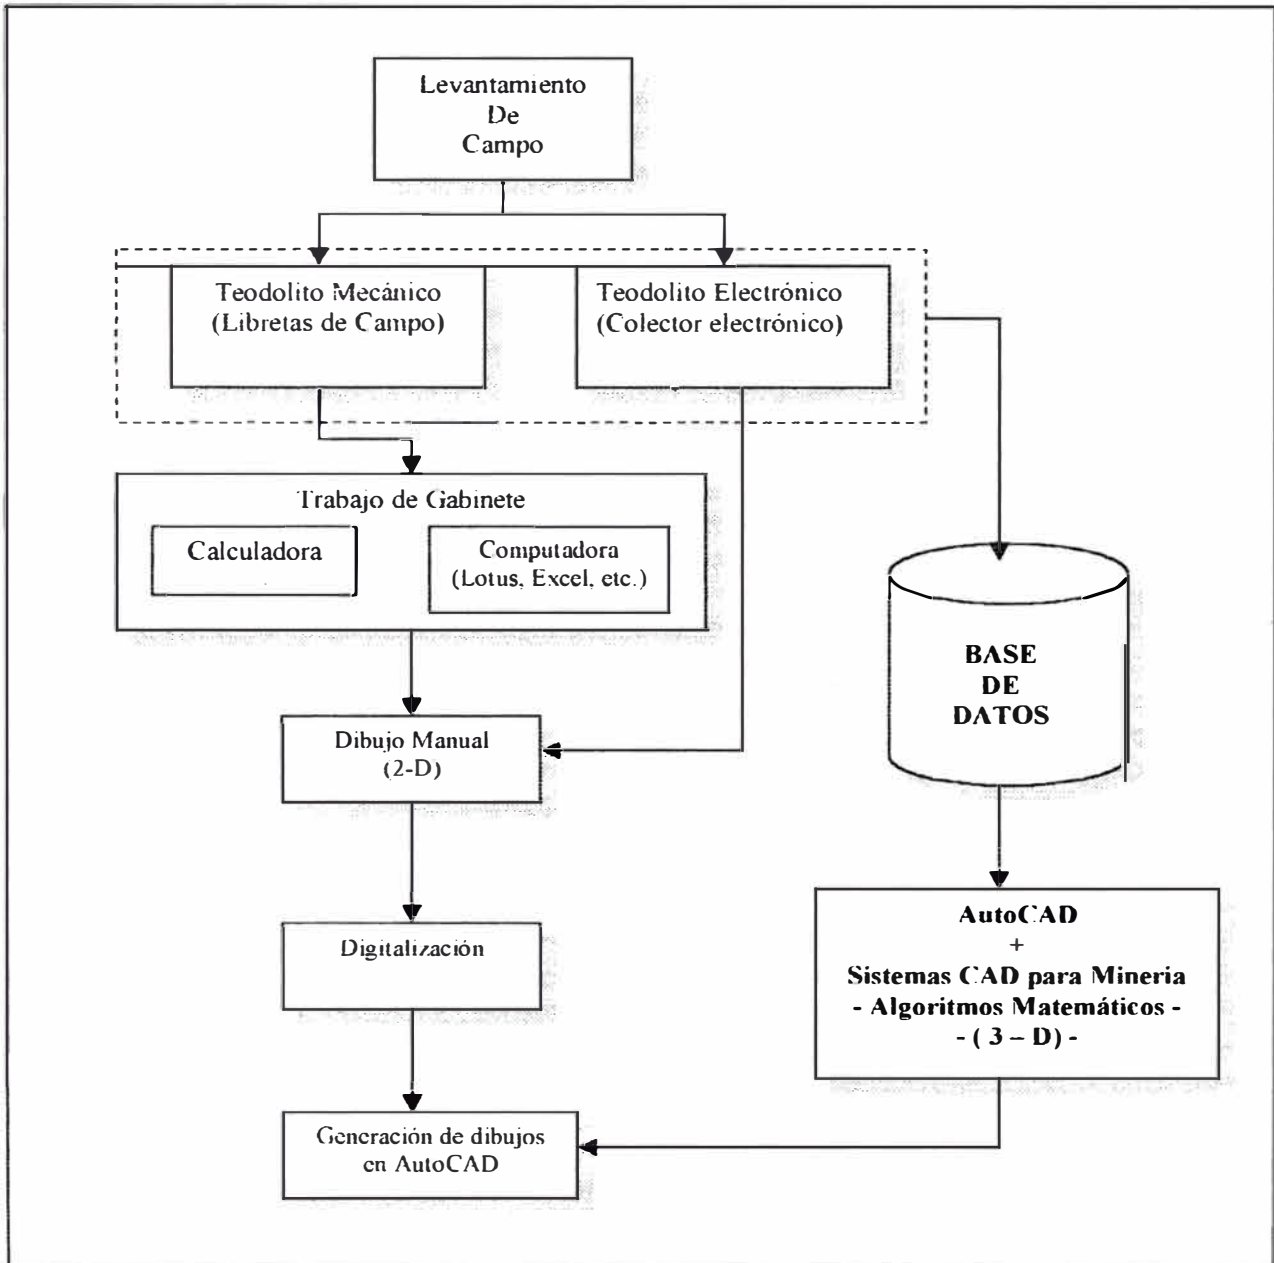 Levantamiento
De
Campo
Teodolito Mecánico
(Libretas de Campo)
Teodolito Electrónico
(Colector electrónico)
Trabajo de Gabinete
Calculadora
Computadora
(Lotus, Excel, etc.)
BASE
DE
DATOS
Dibujo Manual
(2-D)
Digitalización
AutoCAD
+
Sistemas CAD para Mineria
- Algoritmos Matemáticos -
- ( 3 – D) -
Generación de dibujos
en AutoCAD